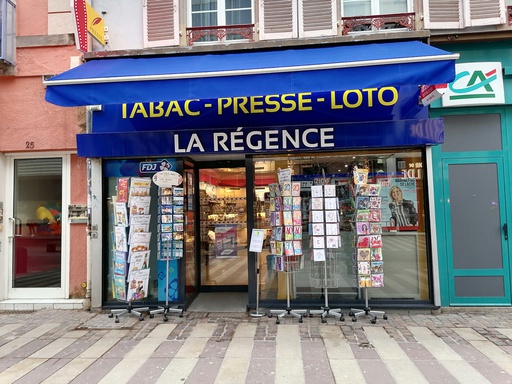 TABAC - PRESSE - LOTO
LA RÉGENCE
25
FDJ
CA